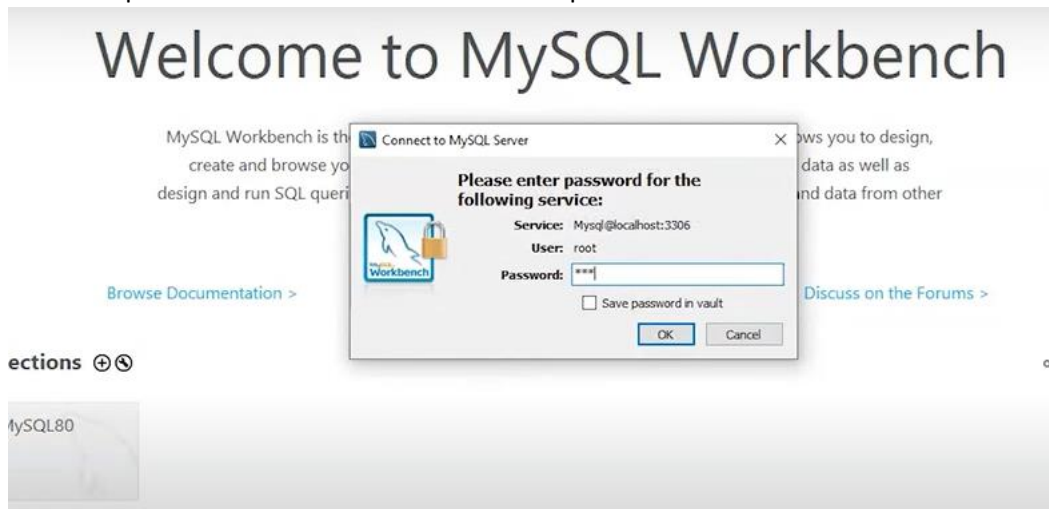 Welcome to MySQL Workbench
MySQL Workbench is th
ows you to design,
create and browse yo
data as well as
design and run SQL queri
and data from other
Connect to MySQL Server
Please enter password for the
following service:
Service: Mysql@localhost:3306
User: root
Password: ***
Save password in vault
OK Cancel
Workbench
Browse Documentation >
Discuss on the Forums >
ections
MySQL80